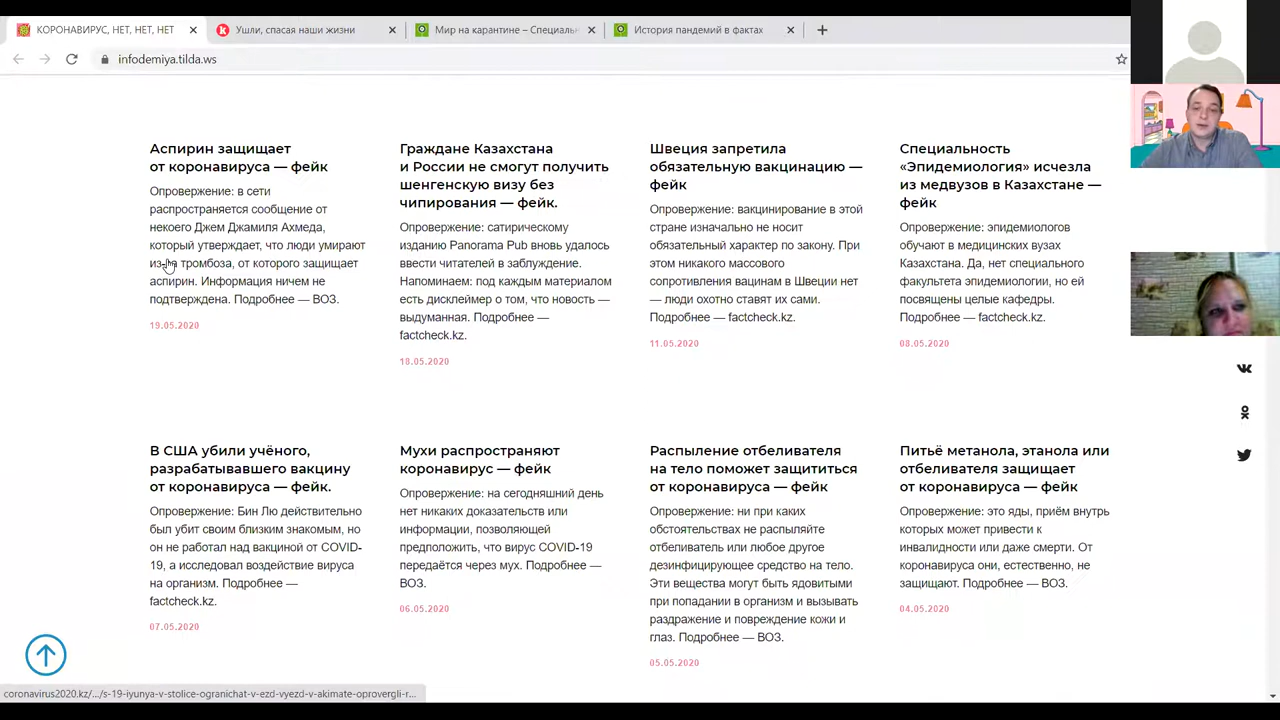 КОРОНАВИРУС, НЕТ, НЕТ, НЕТ
Ушли, спасая наши жизни
Мир на карантине – Специаль
История пандемий в фактах
infodemiya.tilda.ws
Аспирин защищает
от коронавируса — фейк
Опровержение: в сети
распространяется сообщение от
некоего Джем Джамиля Ахмеда,
который утверждает, что люди умирают
из-за тромбоза, от которого защищает
аспирин. Информация ничем не
подтверждена. Подробнее — ВОЗ.
19.05.2020
Граждане Казахстана
и России не смогут получить
шенгенскую визу без
чипирования — фейк.
Опровержение: сатирическому
изданию Panorama Pub вновь удалось
ввести читателей в заблуждение.
Напоминаем: под каждым материалом
есть дисклеймер о том, что новость —
выдуманная. Подробнее —
factcheck.kz.
18.05.2020
Швеция запретила
обязательную вакцинацию —
фейк
Опровержение: вакцинирование в этой
стране изначально не носит
обязательный характер по закону. При
этом никакого массового
сопротивления вакцинам в Швеции нет
— люди охотно ставят их сами.
Подробнее — factcheck.kz.
11.05.2020
Специальность
«Эпидемиология» исчезла
из медвузов в Казахстане —
фейк
Опровержение: эпидемиологов
обучают в медицинских вузах
Казахстана. Да, нет специального
факультета эпидемиологии, но ей
посвящены целые кафедры.
Подробнее — factcheck.kz.
08.05.2020
В США убили учёного,
разрабатывавшего вакцину
от коронавируса — фейк.
Опровержение: Бин Лю действительно
был убит своим близким знакомым, но
он не работал над вакциной от COVID-
19, а исследовал воздействие вируса
на организм. Подробнее —
factcheck.kz.
07.05.2020
Мухи распространяют
коронавирус — фейк
Опровержение: на сегодняшний день
нет никаких доказательств или
информации, позволяющей
предположить, что вирус COVID-19
передаётся через мух. Подробнее —
ВОЗ.
06.05.2020
Распыление отбеливателя
на тело поможет защититься
от коронавируса — фейк
Опровержение: ни при каких
обстоятельствах не распыляйте
отбеливатель или любое другое
дезинфицирующее средство на тело.
Эти вещества могут быть ядовитыми
при попадании в организм и вызывать
раздражение и повреждение кожи и
глаз. Подробнее — ВОЗ.
05.05.2020
Питьё метанола, этанола или
отбеливателя защищает
от коронавируса — фейк
Опровержение: это яды, приём внутрь
которых может привести к
инвалидности или даже смерти. От
коронавируса они, естественно, не
защищают. Подробнее — ВОЗ.
04.05.2020
coronavirus2020.kz/.../s-19-iyunya-v-stolice-ogranichat-v-ezd-vyezd-v-akimate-oprovergli-r...